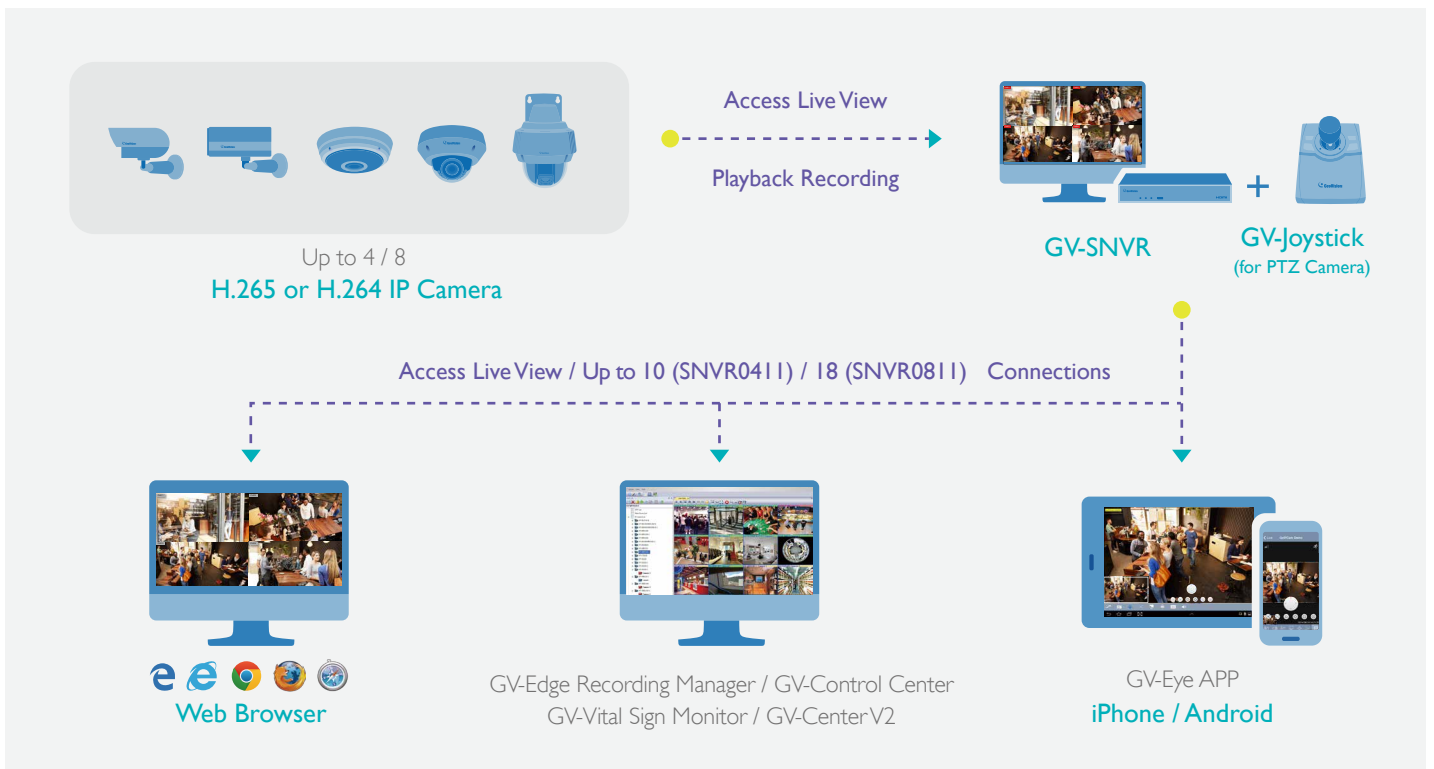 Access Live View
Playback Recording
Up to 4 / 8
H.265 or H.264 IP Camera
GV-SNVR
+
GV-Joystick
(for PTZ Camera)
Access Live View / Up to 10 (SNVR0411) / 18 (SNVR0811) Connections
Web Browser
GV-Edge Recording Manager / GV-Control Center
GV-Vital Sign Monitor / GV-Center V2
GV-Eye APP
iPhone / Android